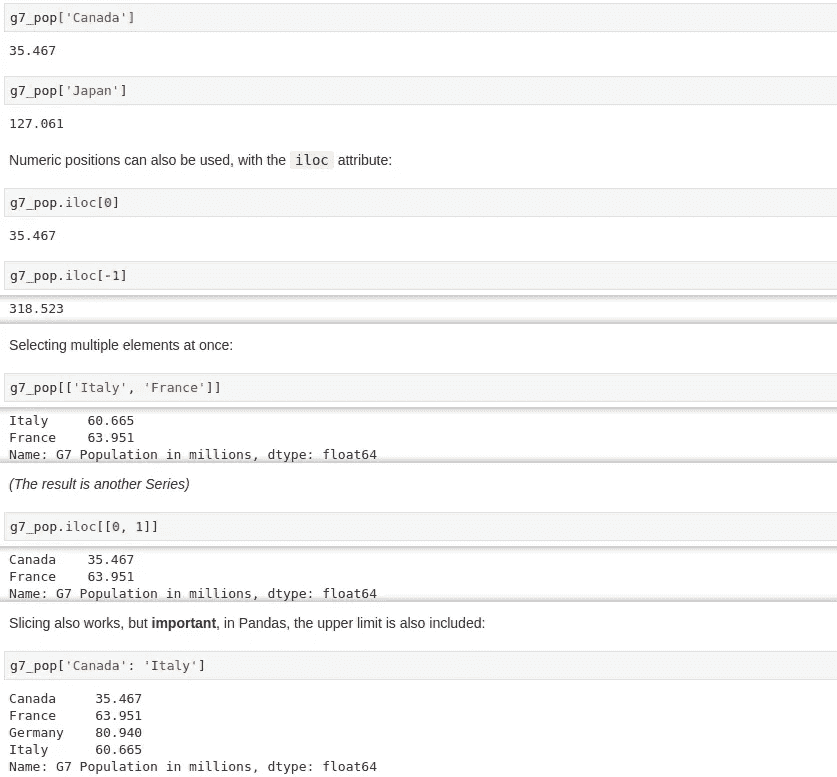 g7_pop['Canada']
35.467
g7_pop['Japan']
127.061
Numeric positions can also be used, with the iloc attribute:
g7_pop.iloc[0]
35.467
g7_pop.iloc[-1]
318.523
Selecting multiple elements at once:
g7_pop[['Italy', 'France']]
Italy     60.665
France    63.951
Name: G7 Population in millions, dtype: float64
(The result is another Series)
g7_pop.iloc[[0, 1]]
Canada    35.467
France    63.951
Name: G7 Population in millions, dtype: float64
Slicing also works, but important, in Pandas, the upper limit is also included:
g7_pop['Canada': 'Italy']
Canada     35.467
France     63.951
Germany    80.940
Italy      60.665
Name: G7 Population in millions, dtype: float64